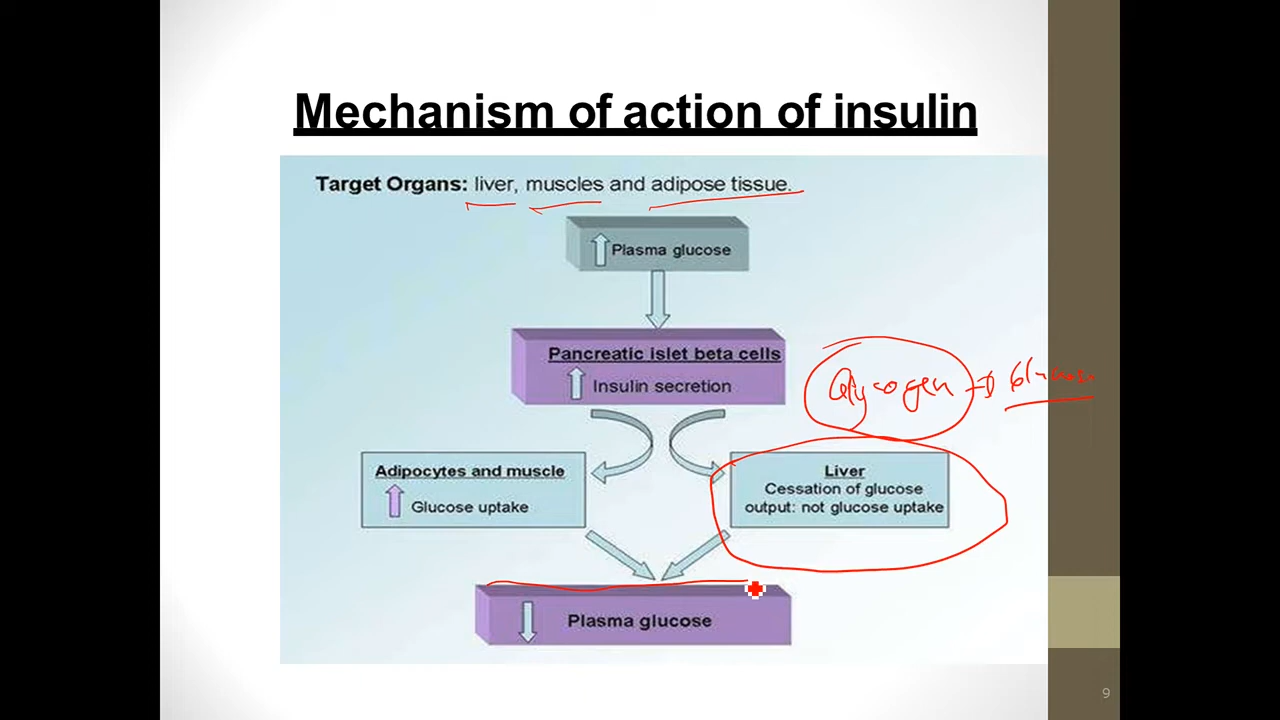 Mechanism of action of insulin
Target Organs: liver, muscles and adipose tissue.
Plasma glucose
Pancreatic islet beta cells
Insulin secretion
Glycogen → Glucose
Adipocytes and muscle
Glucose uptake
Liver
Cessation of glucose
output: not glucose uptake
Plasma glucose
9